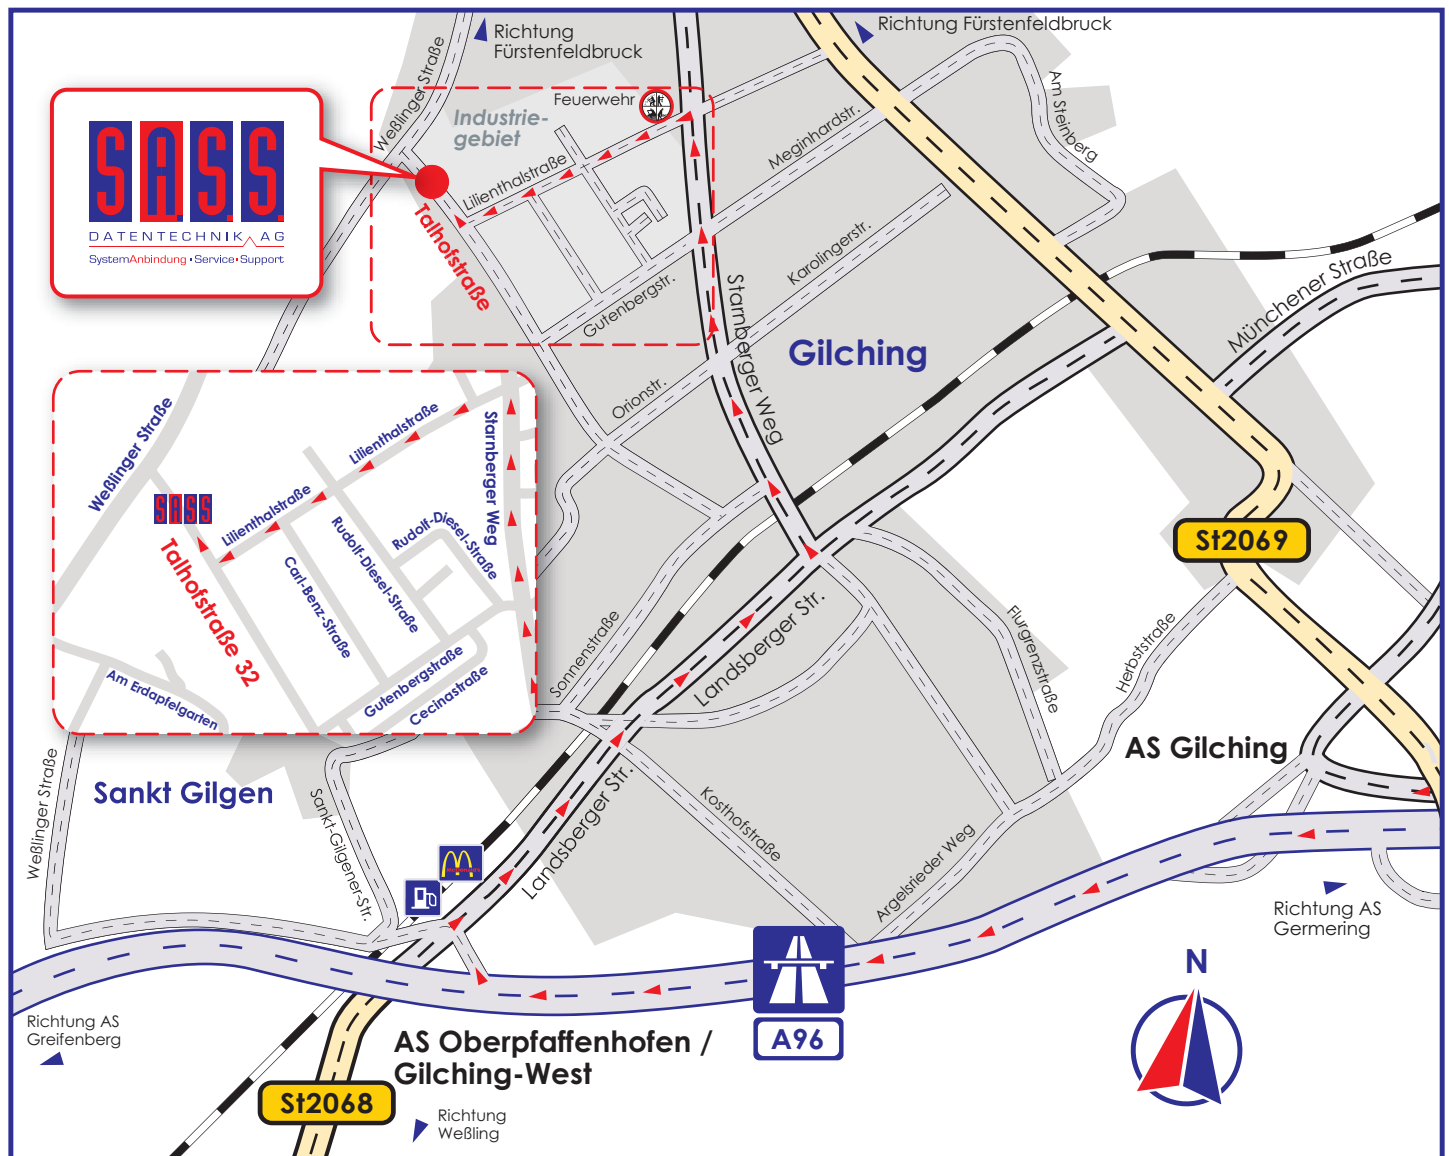 Richtung
Fürstenfeldbruck
Richtung Fürstenfeldbruck
Weßlinger Straße
Feuerwehr
Industrie-
gebiet
Meginhardstr.
Am Steinberg
S.A.S.S.
DATENTECHNIK AG
SystemAnbindung • Service • Support
Lilienthalstraße
Talhofstraße
Gutenbergstr.
Karolingerstr.
Starnberger Weg
Münchener Straße
Gilching
Orionstr.
Weßlinger Straße
Lilienthalstraße
Starnberger Weg
SASS
Lilienthalstraße
Rudolf-Diesel-Straße
Rudolf-Diesel-Straße
Carl-Benz-Straße
Talhofstraße 32
Gutenbergstraße
Cecinastraße
Am Erdapfelgarten
St2069
Sonnenstraße
Landsberger Str.
Flurgrenzstraße
Herbststraße
AS Gilching
Weßlinger Straße
Sankt Gilgen
Sankt-Gilgener-Str.
Landsberger Str.
Kosthofstraße
Argelsrieder Weg
McDonald's
Richtung AS
Germering
N
Richtung AS
Greifenberg
AS Oberpfaffenhofen /
Gilching-West
A96
St2068
Richtung
Weßling